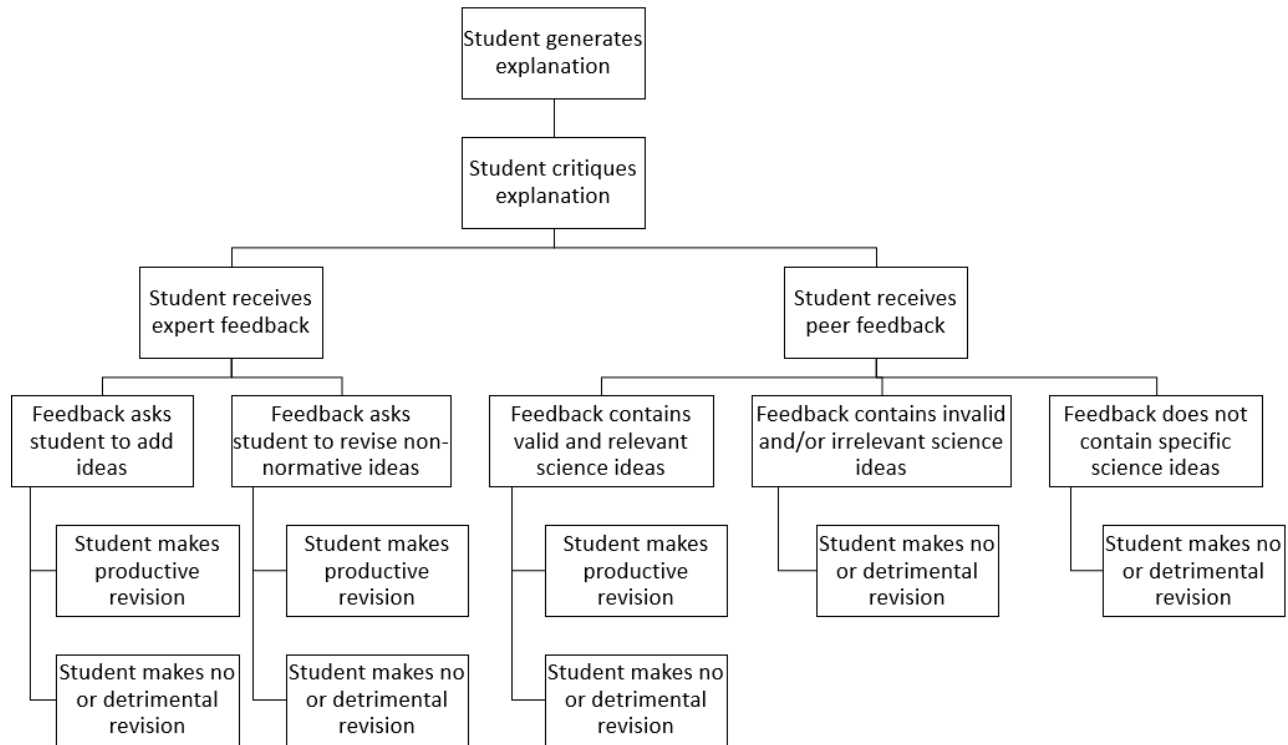 Student generates
explanation
Student critiques
explanation
Student receives
expert feedback
Student receives
peer feedback
Feedback asks
student to add
ideas
Feedback asks
student to revise non-
normative ideas
Feedback contains
valid and relevant
science ideas
Feedback contains invalid
and/or irrelevant science
ideas
Feedback does not
contain specific
science ideas
Student makes
productive
revision
Student makes
productive
revision
Student makes
productive
revision
Student makes no
or detrimental
revision
Student makes no
or detrimental
revision
Student makes no
or detrimental
revision
Student makes no
or detrimental
revision
Student makes no
or detrimental
revision